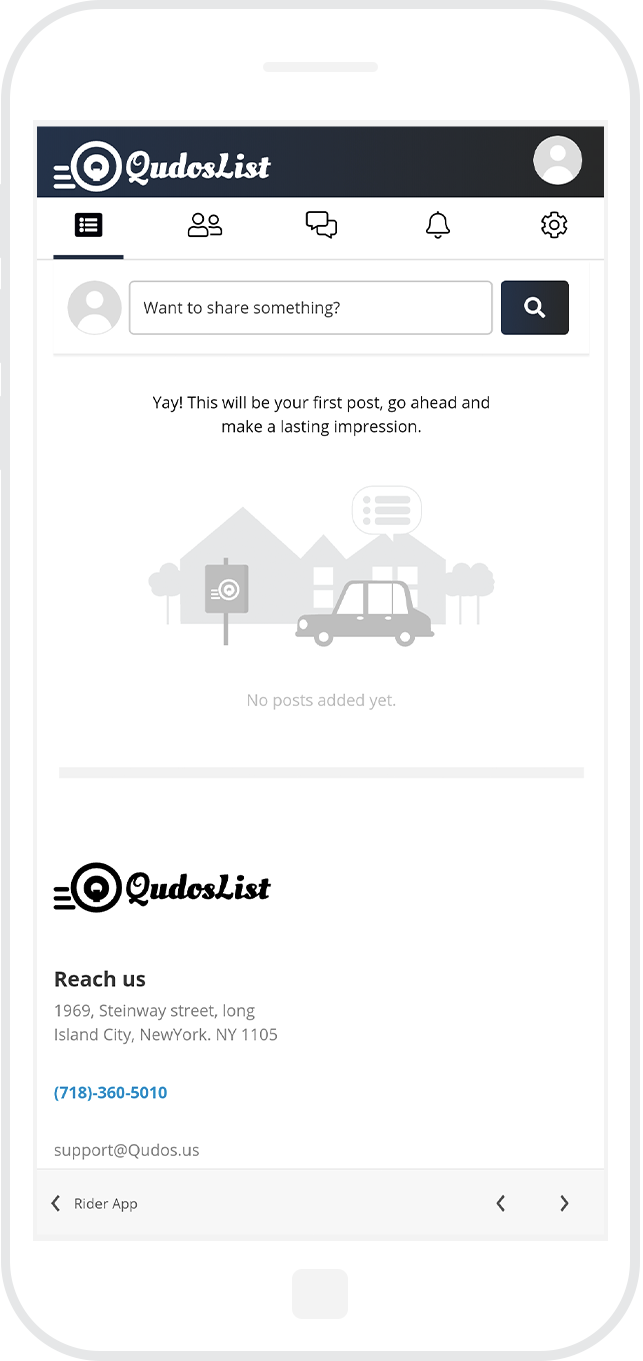 QudosList
Want to share something?
Yay! This will be your first post, go ahead and
make a lasting impression.
No posts added yet.
QudosList
Reach us
1969, Steinway street, long
Island City, NewYork. NY 1105
(718)-360-5010
support@Qudos.us
Rider App